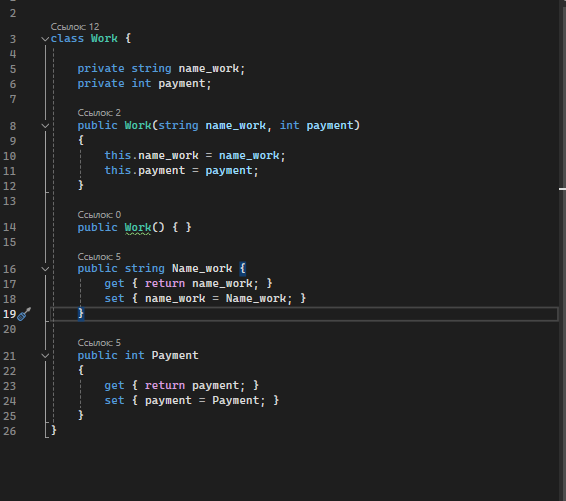 2
Ссылок: 12
3 class Work {
4
5 private string name_work;
6 private int payment;
7
Ссылок: 2
8 public Work(string name_work, int payment)
9 {
10 this.name_work = name_work;
11 this.payment = payment;
12 }
13
Ссылок: 0
14 public Work() { }
15
Ссылок: 5
16 public string Name_work {
17 get { return name_work; }
18 set { name_work = Name_work; }
19 }
20
Ссылок: 5
21 public int Payment
22 {
23 get { return payment; }
24 set { payment = Payment; }
25 }
26 }